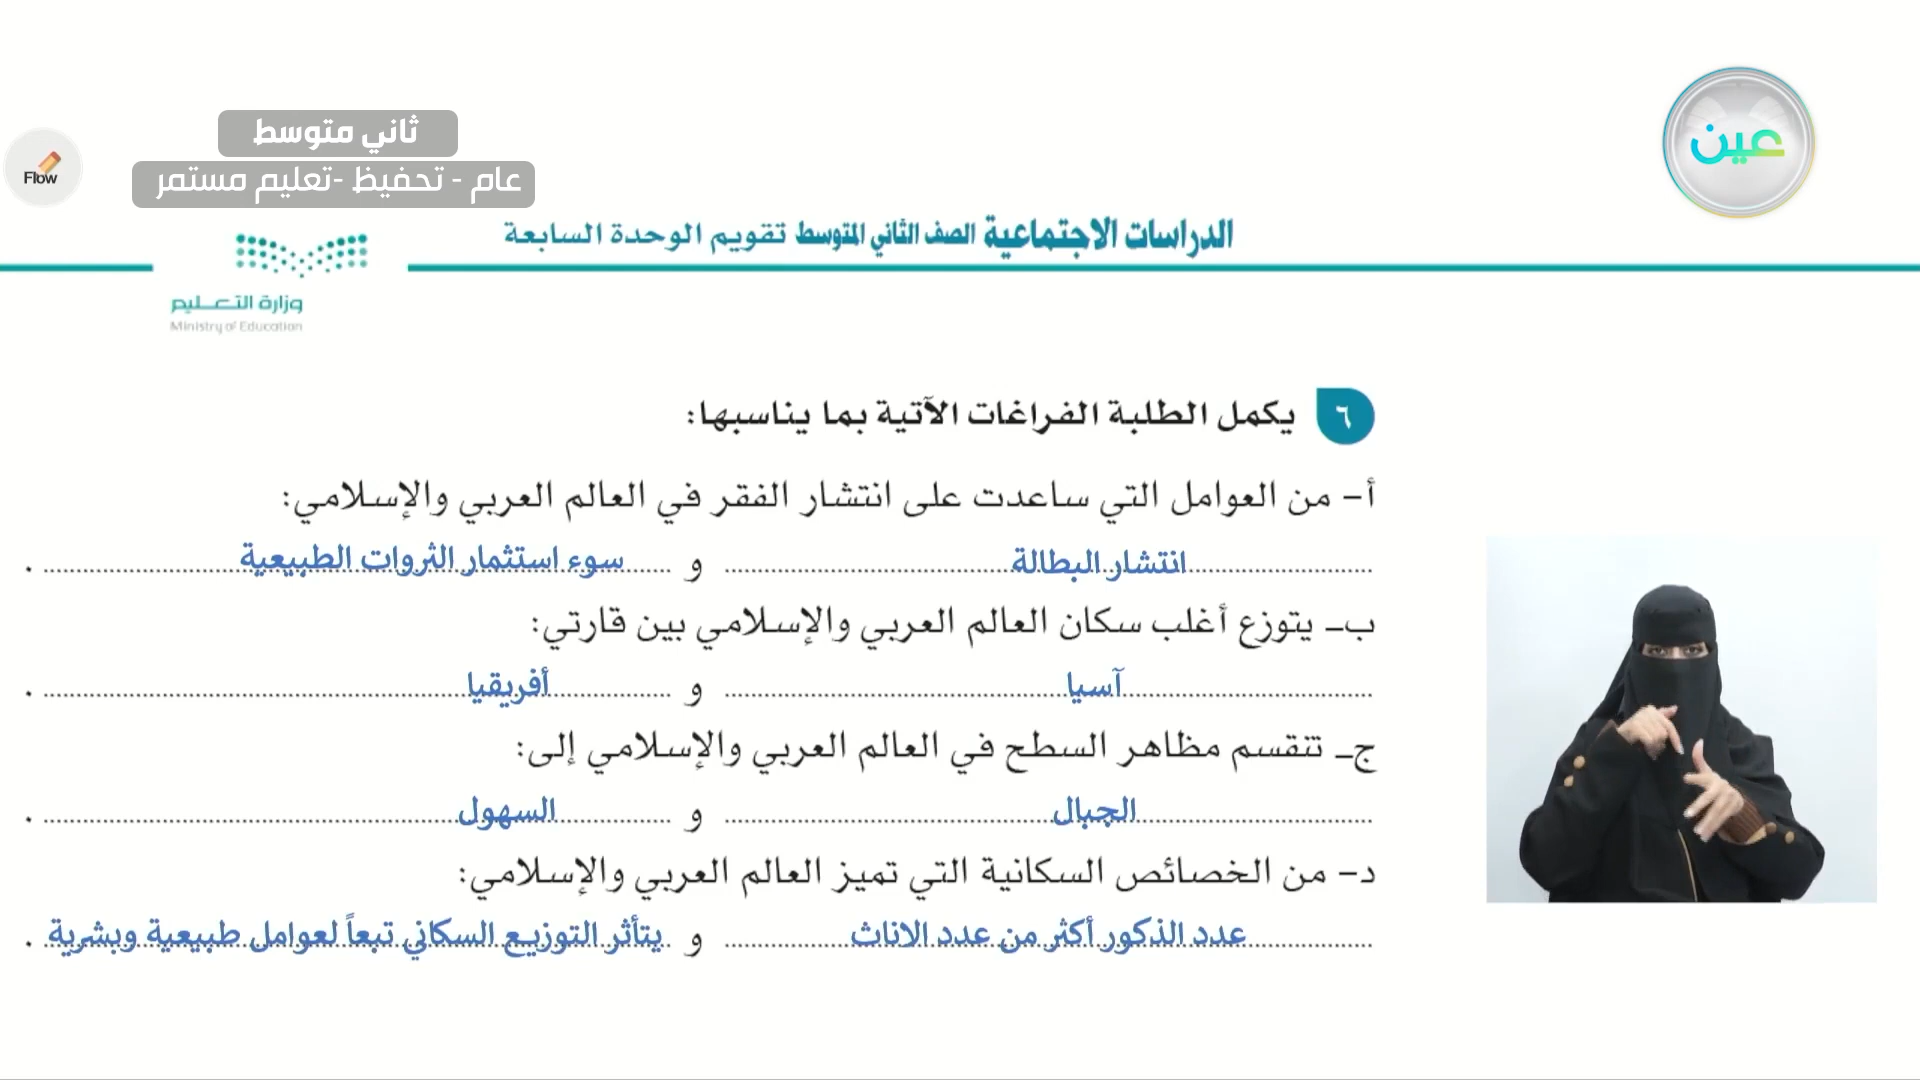 عين
ثاني متوسط
عام - تحفيظ -تعليم مستمر
Flow
الدراسات الاجتماعية الصف الثاني المتوسط تقويم الوحدة السابعة
وزارة التعليم
Ministry of Education
٦ يكمل الطلبة الفراغات الآتية بما يناسبها:
أ- من العوامل التي ساعدت على انتشار الفقر في العالم العربي والإسلامي:
انتشار البطالة و سوء استثمار الثروات الطبيعية .
ب- يتوزع أغلب سكان العالم العربي والإسلامي بين قارتي:
آسيا و أفريقيا .
ج- تنقسم مظاهر السطح في العالم العربي والإسلامي إلى:
الجبال و السهول .
د- من الخصائص السكانية التي تميز العالم العربي والإسلامي:
عدد الذكور أكثر من عدد الاناث و يتأثر التوزيع السكاني تبعاً لعوامل طبيعية وبشرية .